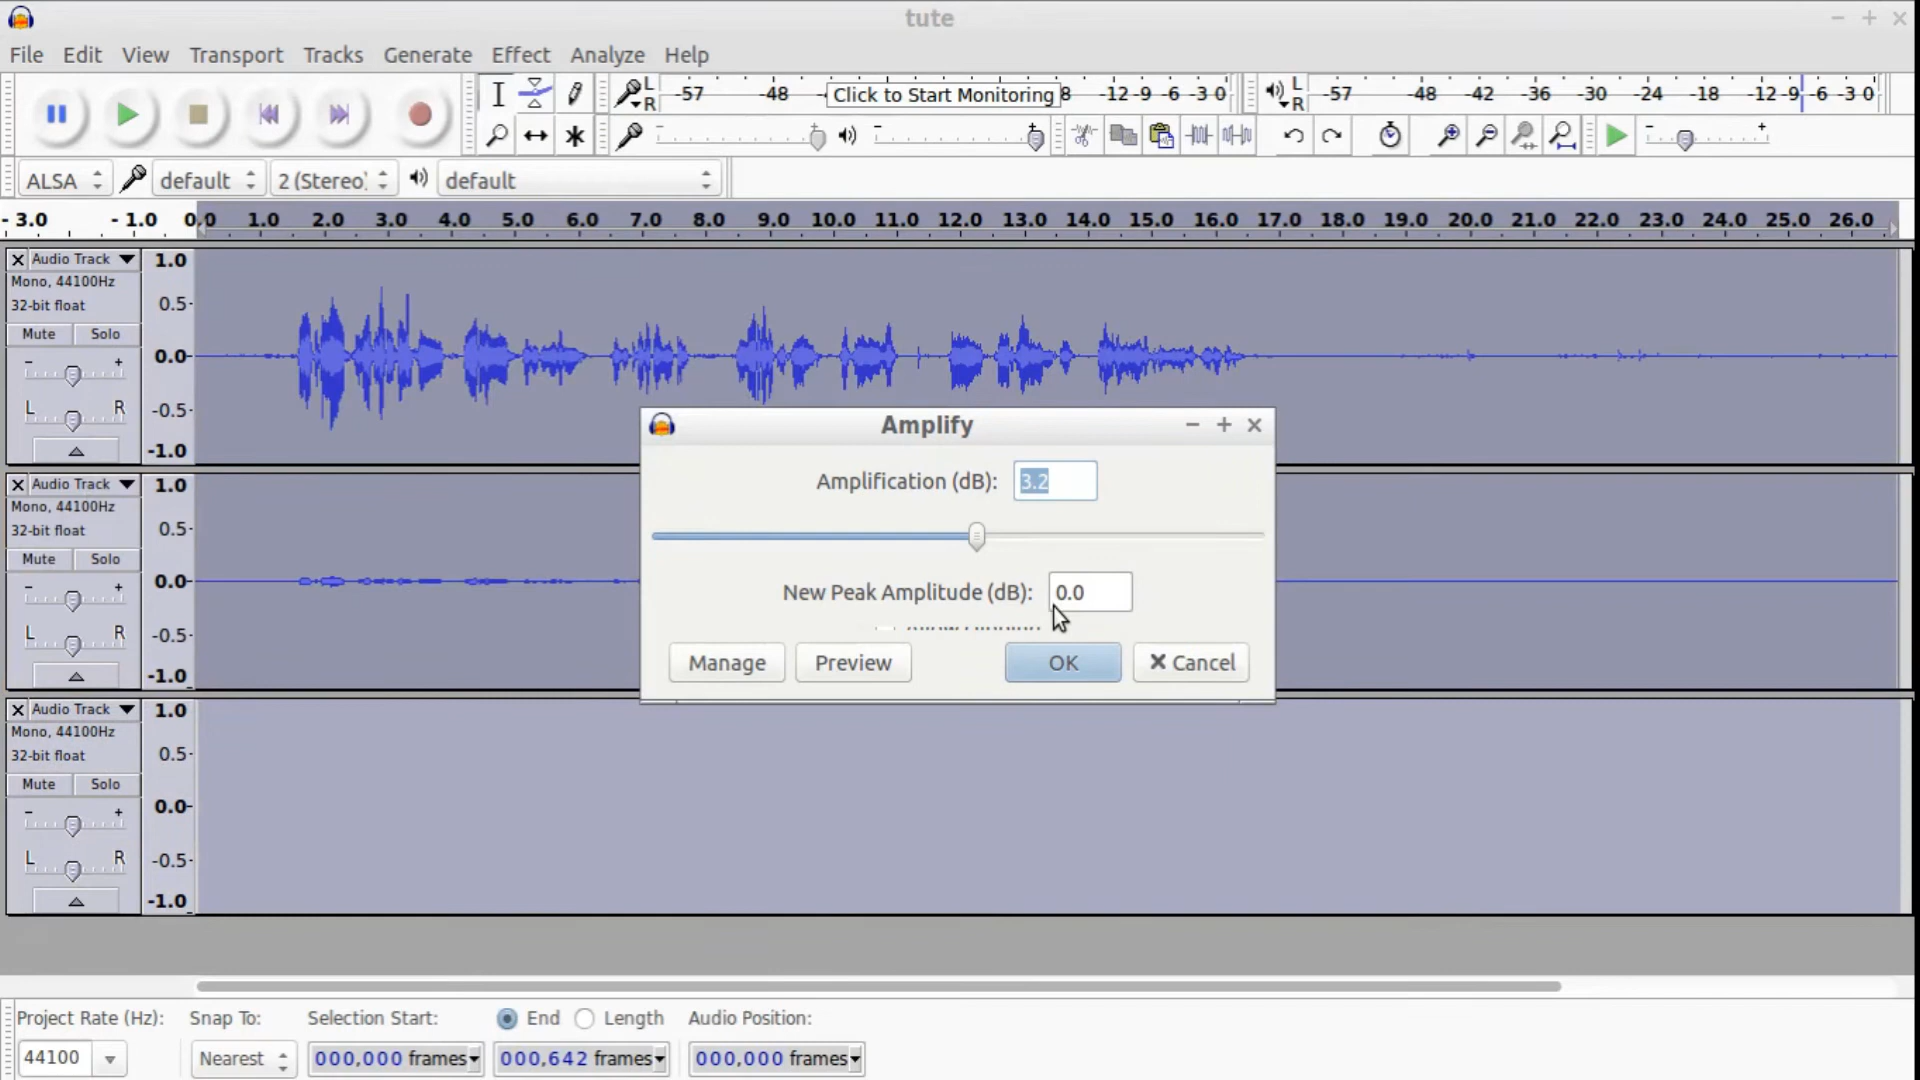 tute
File Edit View Transport Tracks Generate Effect Analyze Help
L R -57 -48 Click to Start Monitoring 8 -12 -9 -6 -3 0 L R -57 -48 -42 -36 -30 -24 -18 -12 -9 -6 -3 0
- + - + - +
ALSA default 2 (Stereo) default
- 3.0 - 1.0 0.0 1.0 2.0 3.0 4.0 5.0 6.0 7.0 8.0 9.0 10.0 11.0 12.0 13.0 14.0 15.0 16.0 17.0 18.0 19.0 20.0 21.0 22.0 23.0 24.0 25.0 26.0
Audio Track 1.0
Mono, 44100Hz
32-bit float 0.5
Mute Solo
0.0
- +
L R -0.5
-1.0
Amplify
Amplification (dB): 3.2
New Peak Amplitude (dB): 0.0
Manage Preview OK Cancel
Audio Track 1.0
Mono, 44100Hz
32-bit float 0.5
Mute Solo
0.0
- +
L R -0.5
-1.0
Audio Track 1.0
Mono, 44100Hz
32-bit float 0.5
Mute Solo
0.0
- +
L R -0.5
-1.0
Project Rate (Hz): Snap To: Selection Start: End Length Audio Position:
44100 Nearest 000,000 frames 000,642 frames 000,000 frames